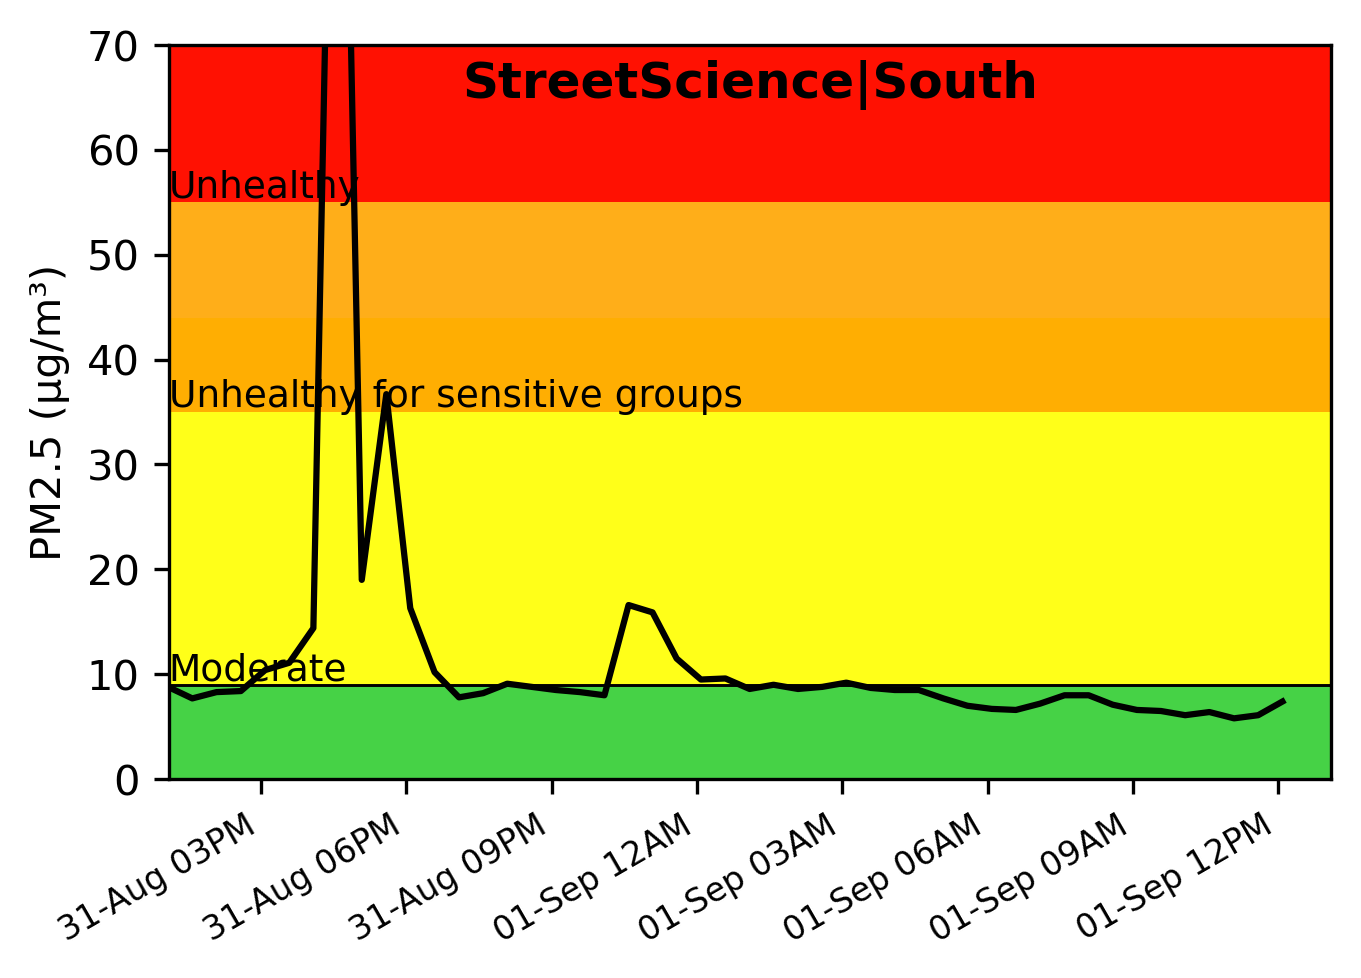 StreetScience|South
PM2.5 (µg/m³)
70
60
50
40
30
20
10
0
Unhealthy
Unhealthy for sensitive groups
Moderate
31-Aug 03PM
31-Aug 06PM
31-Aug 09PM
01-Sep 12AM
01-Sep 03AM
01-Sep 06AM
01-Sep 09AM
01-Sep 12PM